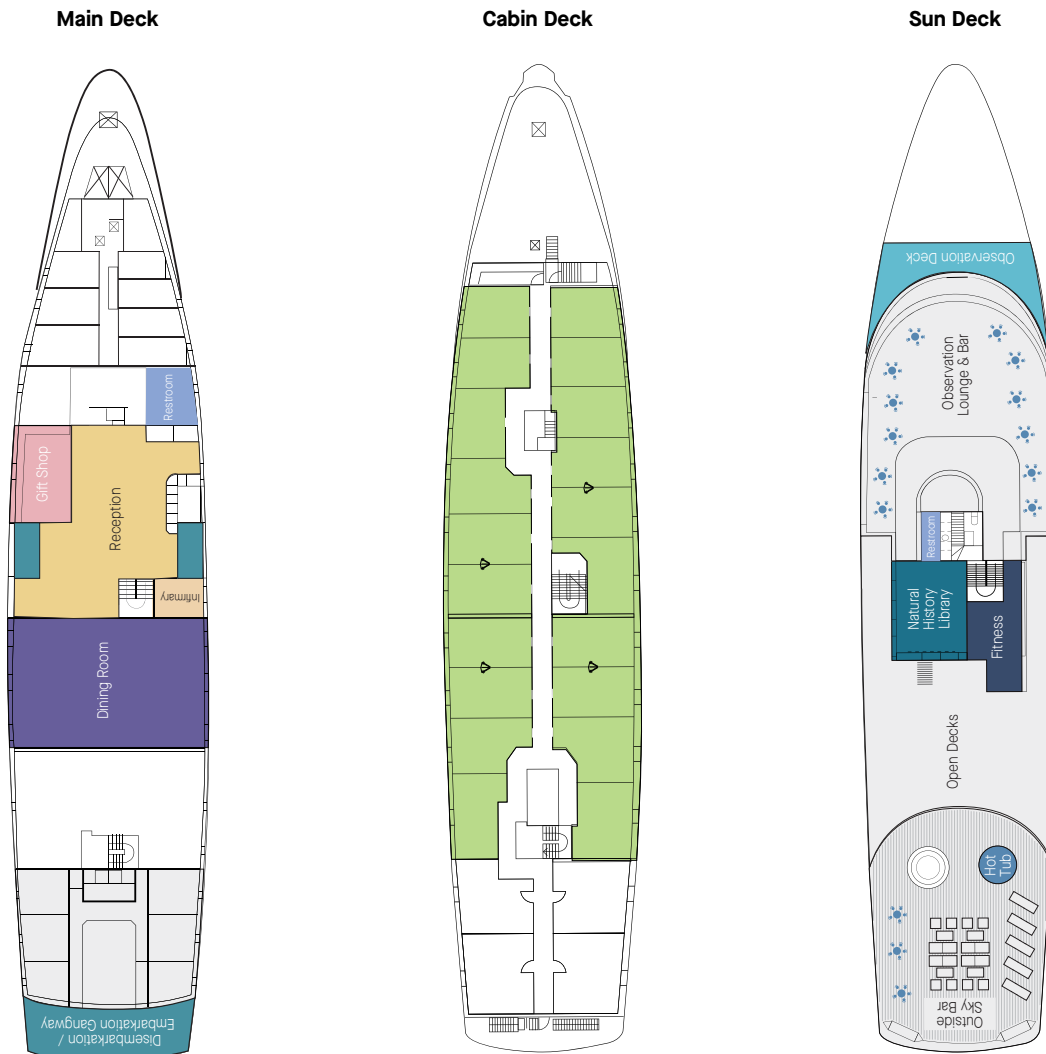 Main Deck
Cabin Deck
Sun Deck
Restroom
Gift Shop
Reception
Infirmary
Dining Room
Disembarkation /
Embarkation Gangway
Observation Deck
Observation
Lounge & Bar
Restroom
Natural
History
Library
Fitness
Open Decks
Hot
Tub
Outside
Sky Bar